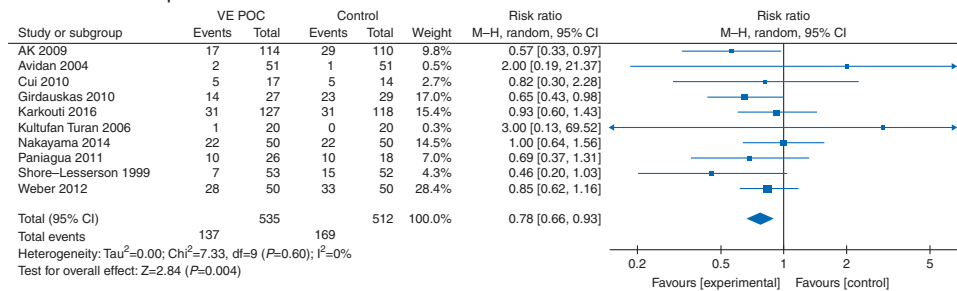 VE POC Control Risk ratio Risk ratio
Study or subgroup Events Total Events Total Weight M–H, random, 95% CI M–H, random, 95% CI
AK 2009 17 114 29 110 9.8% 0.57 [0.33, 0.97]
Avidan 2004 2 51 1 51 0.5% 2.00 [0.19, 21.37]
Cui 2010 5 17 5 14 2.7% 0.82 [0.30, 2.28]
Girdauskas 2010 14 27 23 29 17.0% 0.65 [0.43, 0.98]
Karkouti 2016 31 127 31 118 15.4% 0.93 [0.60, 1.43]
Kultufan Turan 2006 1 20 0 20 0.3% 3.00 [0.13, 69.52]
Nakayama 2014 22 50 22 50 14.5% 1.00 [0.64, 1.56]
Paniagua 2011 10 26 10 18 7.0% 0.69 [0.37, 1.31]
Shore–Lesserson 1999 7 53 15 52 4.6% 0.46 [0.20, 1.03]
Weber 2012 28 50 33 50 28.4% 0.85 [0.62, 1.16]
Total (95% CI) 535 512 100.0% 0.78 [0.66, 0.93]
Total events 137 169
Heterogeneity: Tau²=0.00; Chi²=7.33, df=9 (P=0.60); I²=0%
Test for overall effect: Z=2.84 (P=0.004)
0.2 0.5 1 2 5
Favours [experimental] Favours [control]